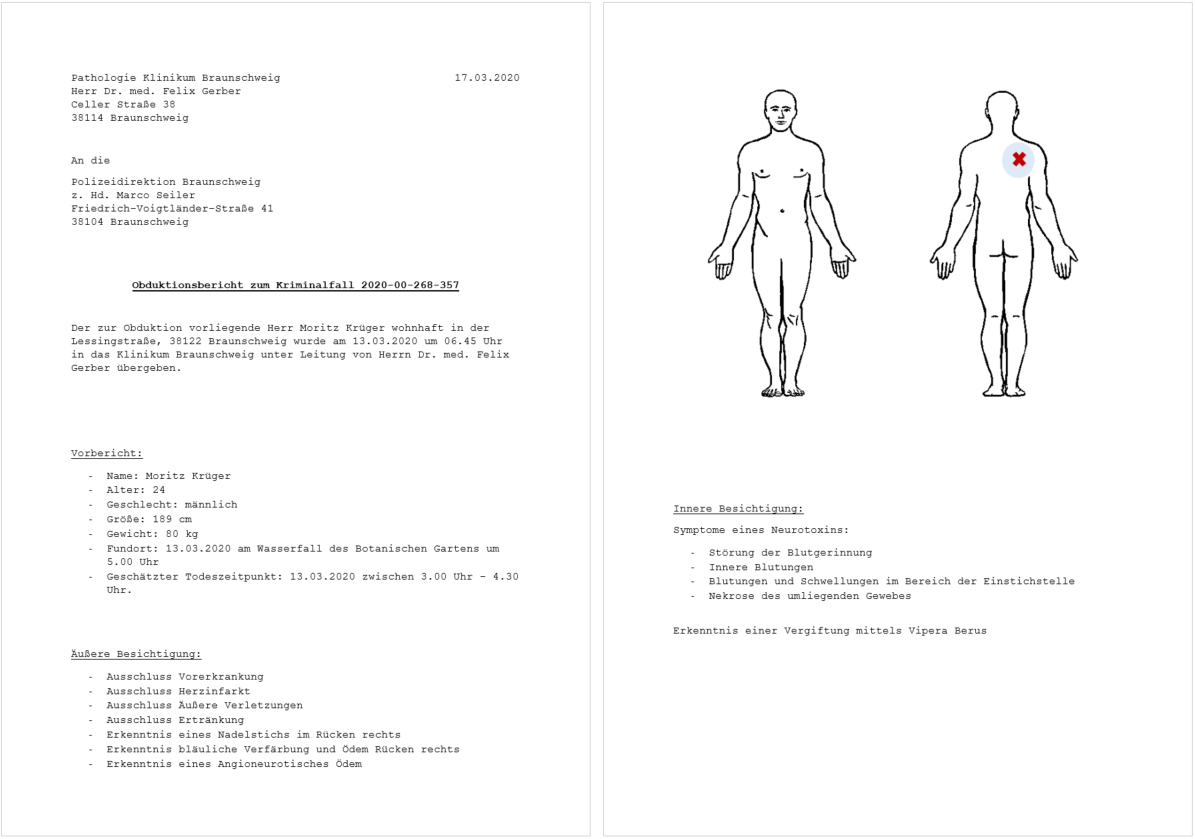 Pathologie Klinikum Braunschweig 17.03.2020
Herr Dr. med. Felix Gerber
Celler Straße 38
38114 Braunschweig
An die
Polizeidirektion Braunschweig
z. Hd. Marco Seiler
Friedrich-Voigtländer-Straße 41
38104 Braunschweig
Obduktionsbericht zum Kriminalfall 2020-00-268-357
Der zur Obduktion vorliegende Herr Moritz Krüger wohnhaft in der
Lessingstraße, 38122 Braunschweig wurde am 13.03.2020 um 06.45 Uhr
in das Klinikum Braunschweig unter Leitung von Herrn Dr. med. Felix
Gerber übergeben.
Vorbericht:
- Name: Moritz Krüger
- Alter: 24
- Geschlecht: männlich
- Größe: 189 cm
- Gewicht: 80 kg
- Fundort: 13.03.2020 am Wasserfall des Botanischen Gartens um
5.00 Uhr
- Geschätzter Todeszeitpunkt: 13.03.2020 zwischen 3.00 Uhr – 4.30
Uhr.
Äußere Besichtigung:
- Ausschluss Vorerkrankung
- Ausschluss Herzinfarkt
- Ausschluss Äußere Verletzungen
- Ausschluss Ertränkung
- Erkenntnis eines Nadelstichs im Rücken rechts
- Erkenntnis bläuliche Verfärbung und Ödem Rücken rechts
- Erkenntnis eines Angioneurotisches Ödem
Innere Besichtigung:
Symptome eines Neurotoxins:
- Störung der Blutgerinnung
- Innere Blutungen
- Blutungen und Schwellungen im Bereich der Einstichstelle
- Nekrose des umliegenden Gewebes
Erkenntnis einer Vergiftung mittels Vipera Berus